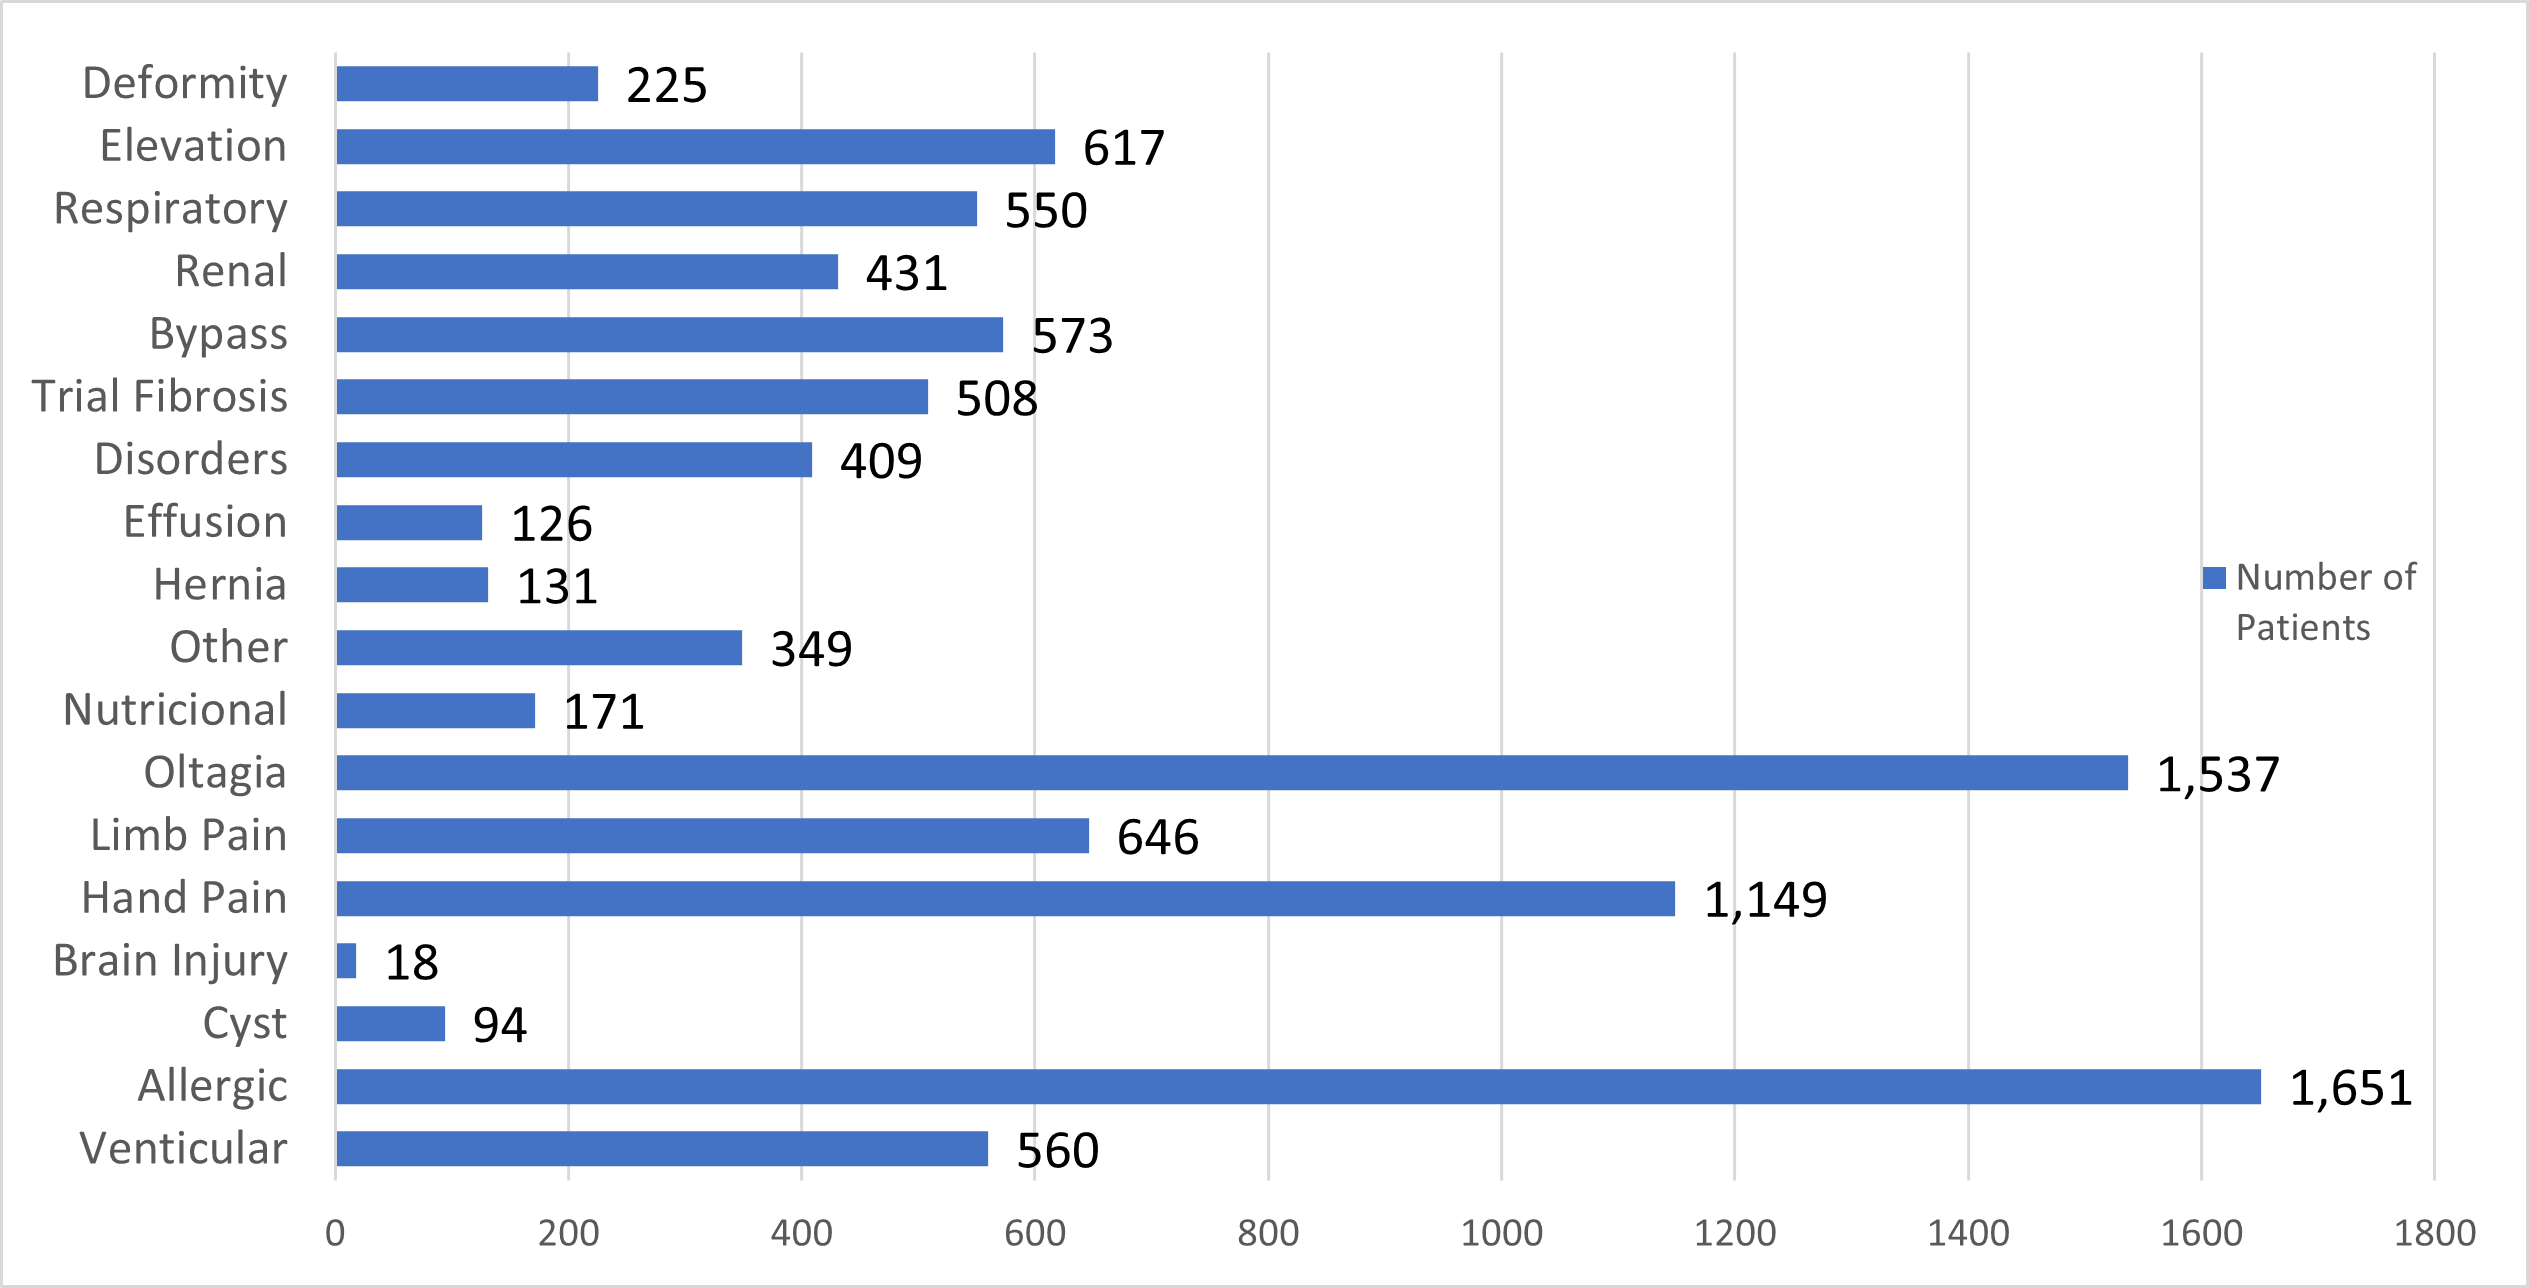 Deformity 225
Elevation 617
Respiratory 550
Renal 431
Bypass 573
Trial Fibrosis 508
Disorders 409
Effusion 126
Hernia 131
Other 349
Nutricional 171
Oltagia 1,537
Limb Pain 646
Hand Pain 1,149
Brain Injury 18
Cyst 94
Allergic 1,651
Venticular 560
0 200 400 600 800 1000 1200 1400 1600 1800
Number of
Patients